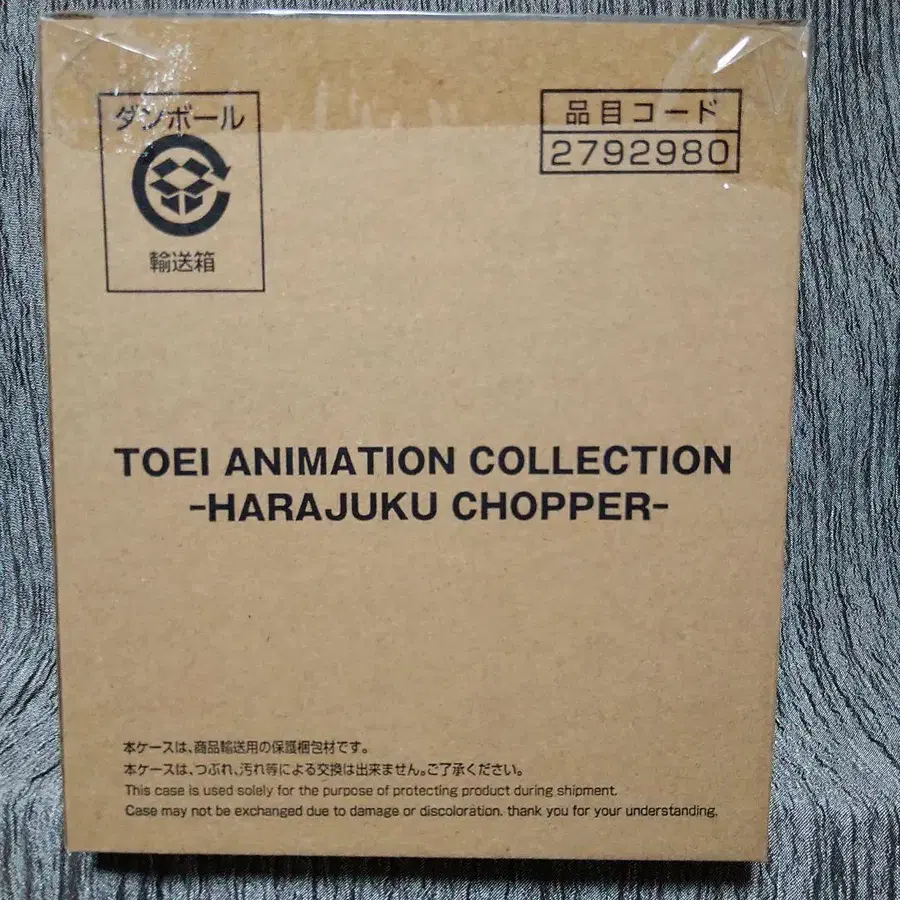 ダンボール
輸送箱
品目コード
2792980
TOEI ANIMATION COLLECTION
-HARAJUKU CHOPPER-
本ケースは、商品輸送用の保護梱包材です。
本ケースは、つぶれ、汚れ等による交換は出来ません。ご了承ください。
This case is used solely for the purpose of protecting product during shipment.
Case may not be exchanged due to damage or discoloration. thank you for your understanding.